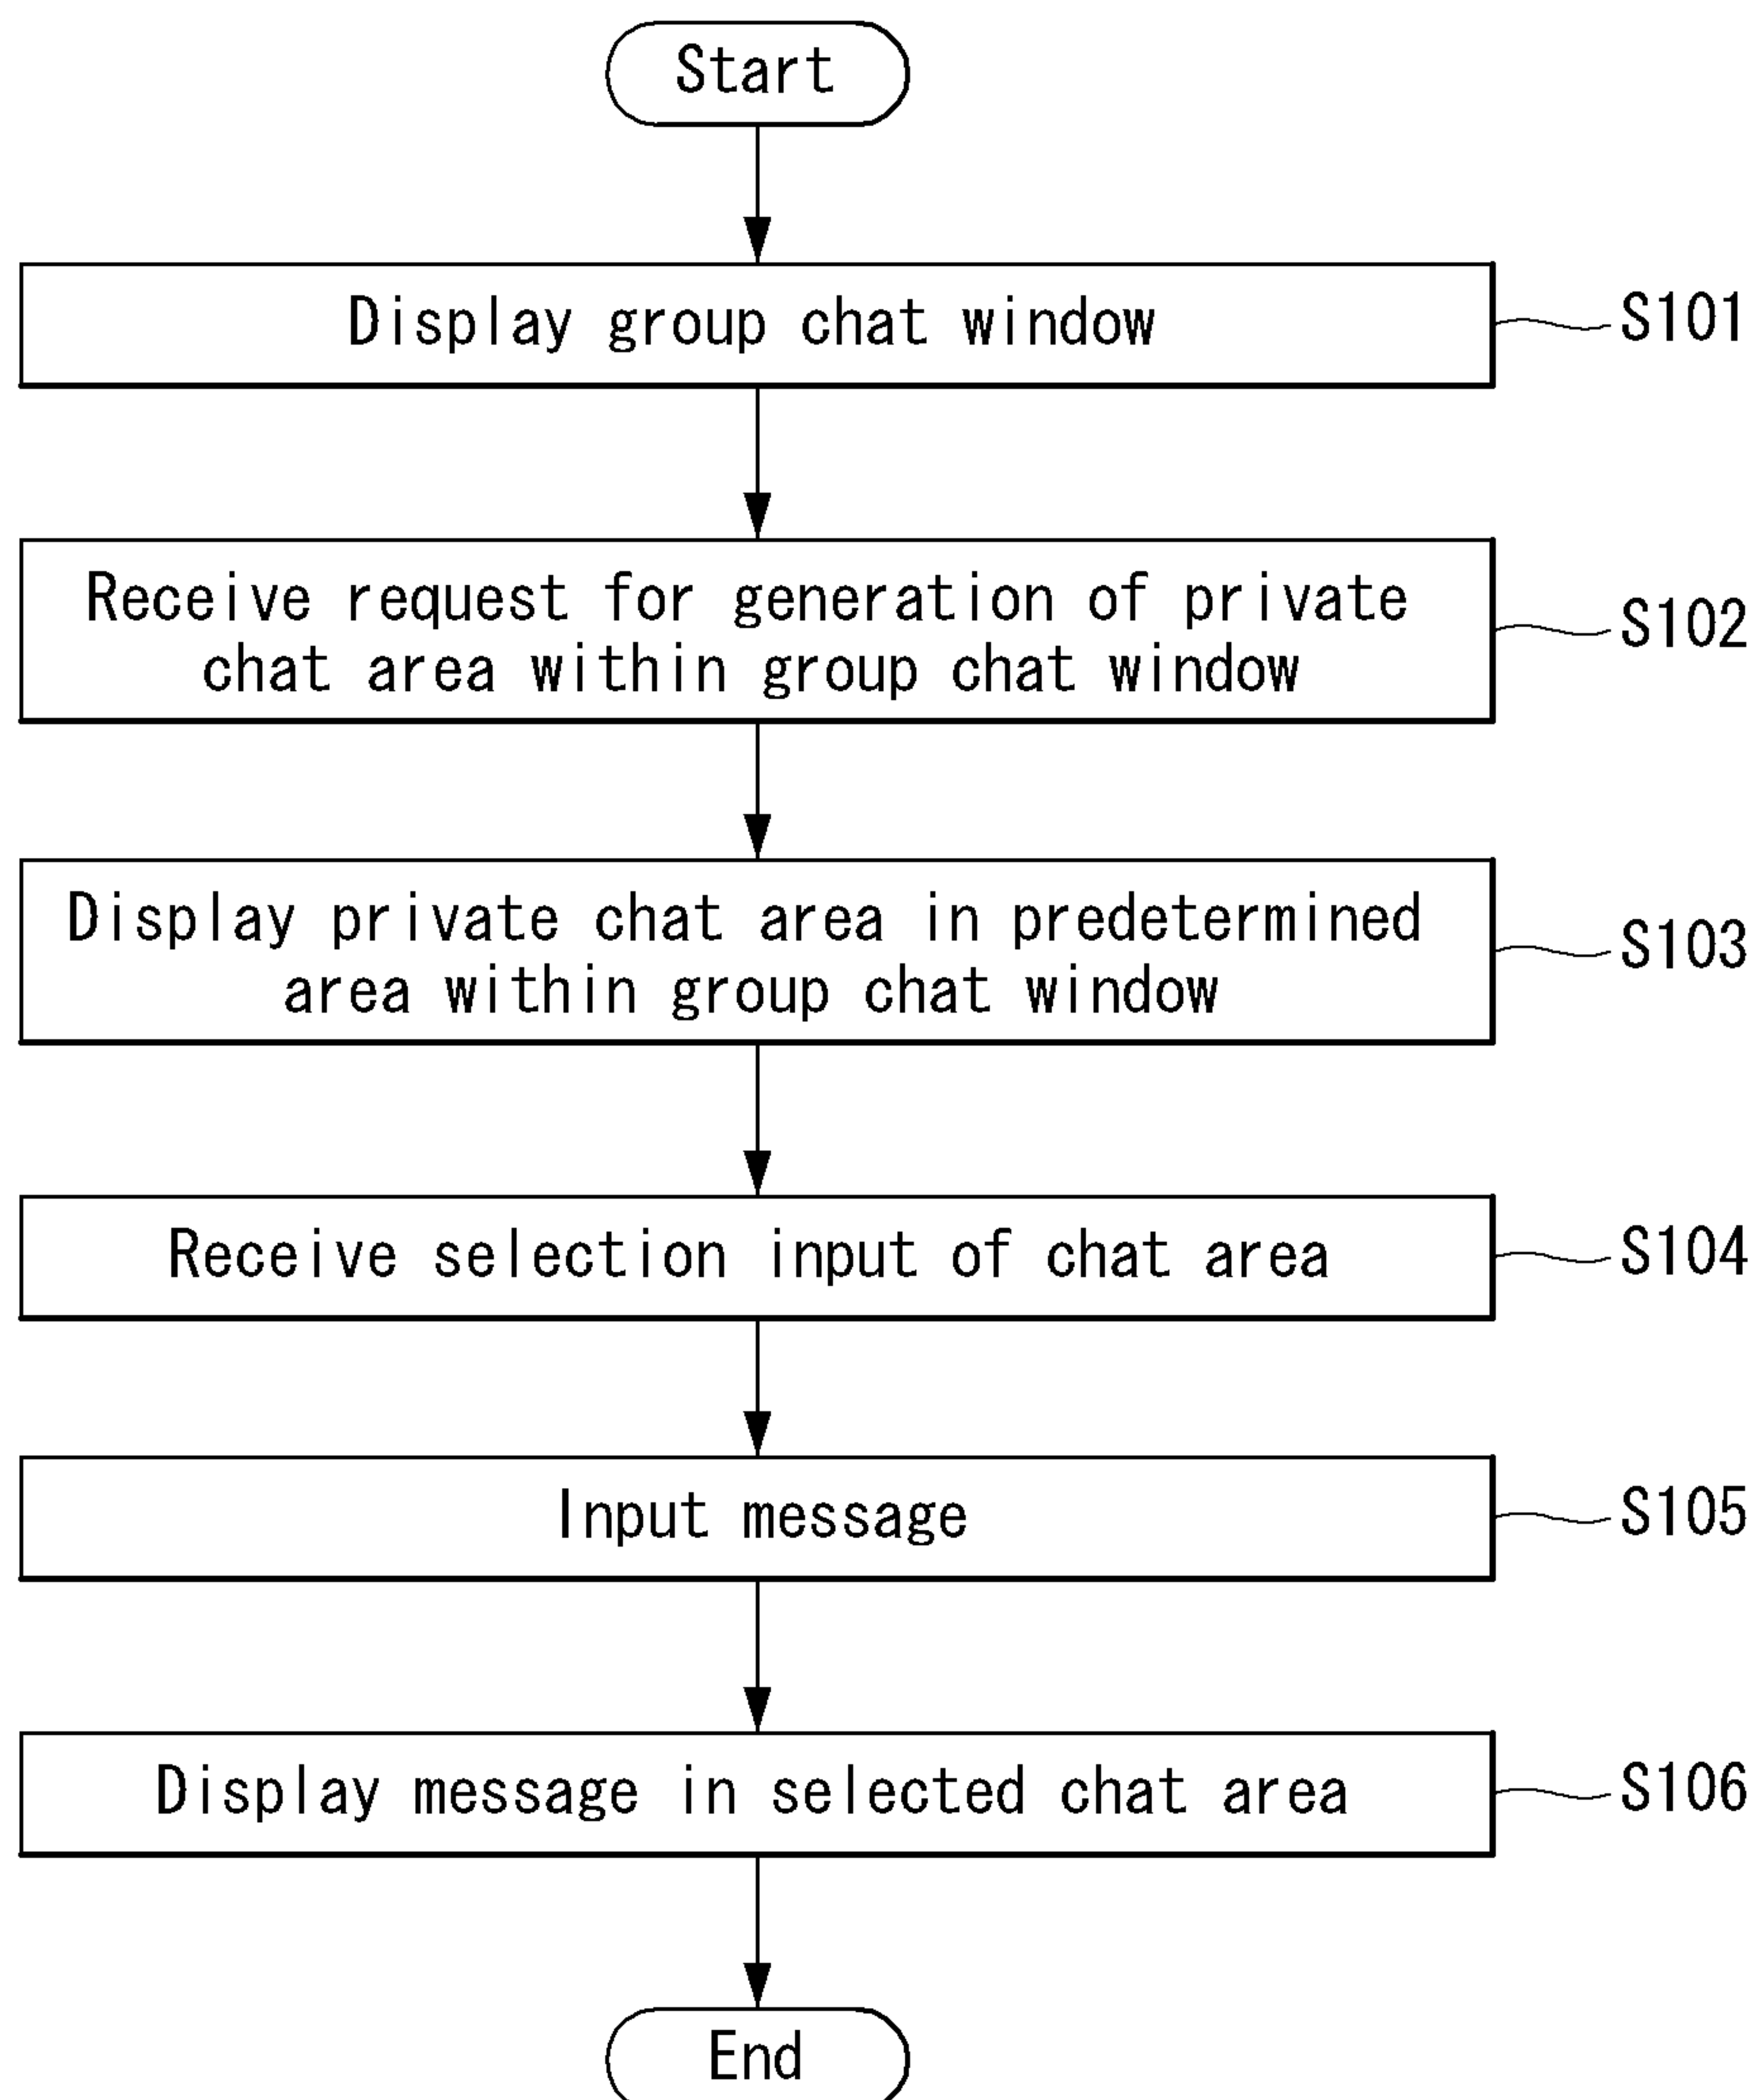 Start
Display group chat window
S101
Receive request for generation of private
chat area within group chat window
S102
Display private chat area in predetermined
area within group chat window
S103
Receive selection input of chat area
S104
Input message
S105
Display message in selected chat area
S106
End